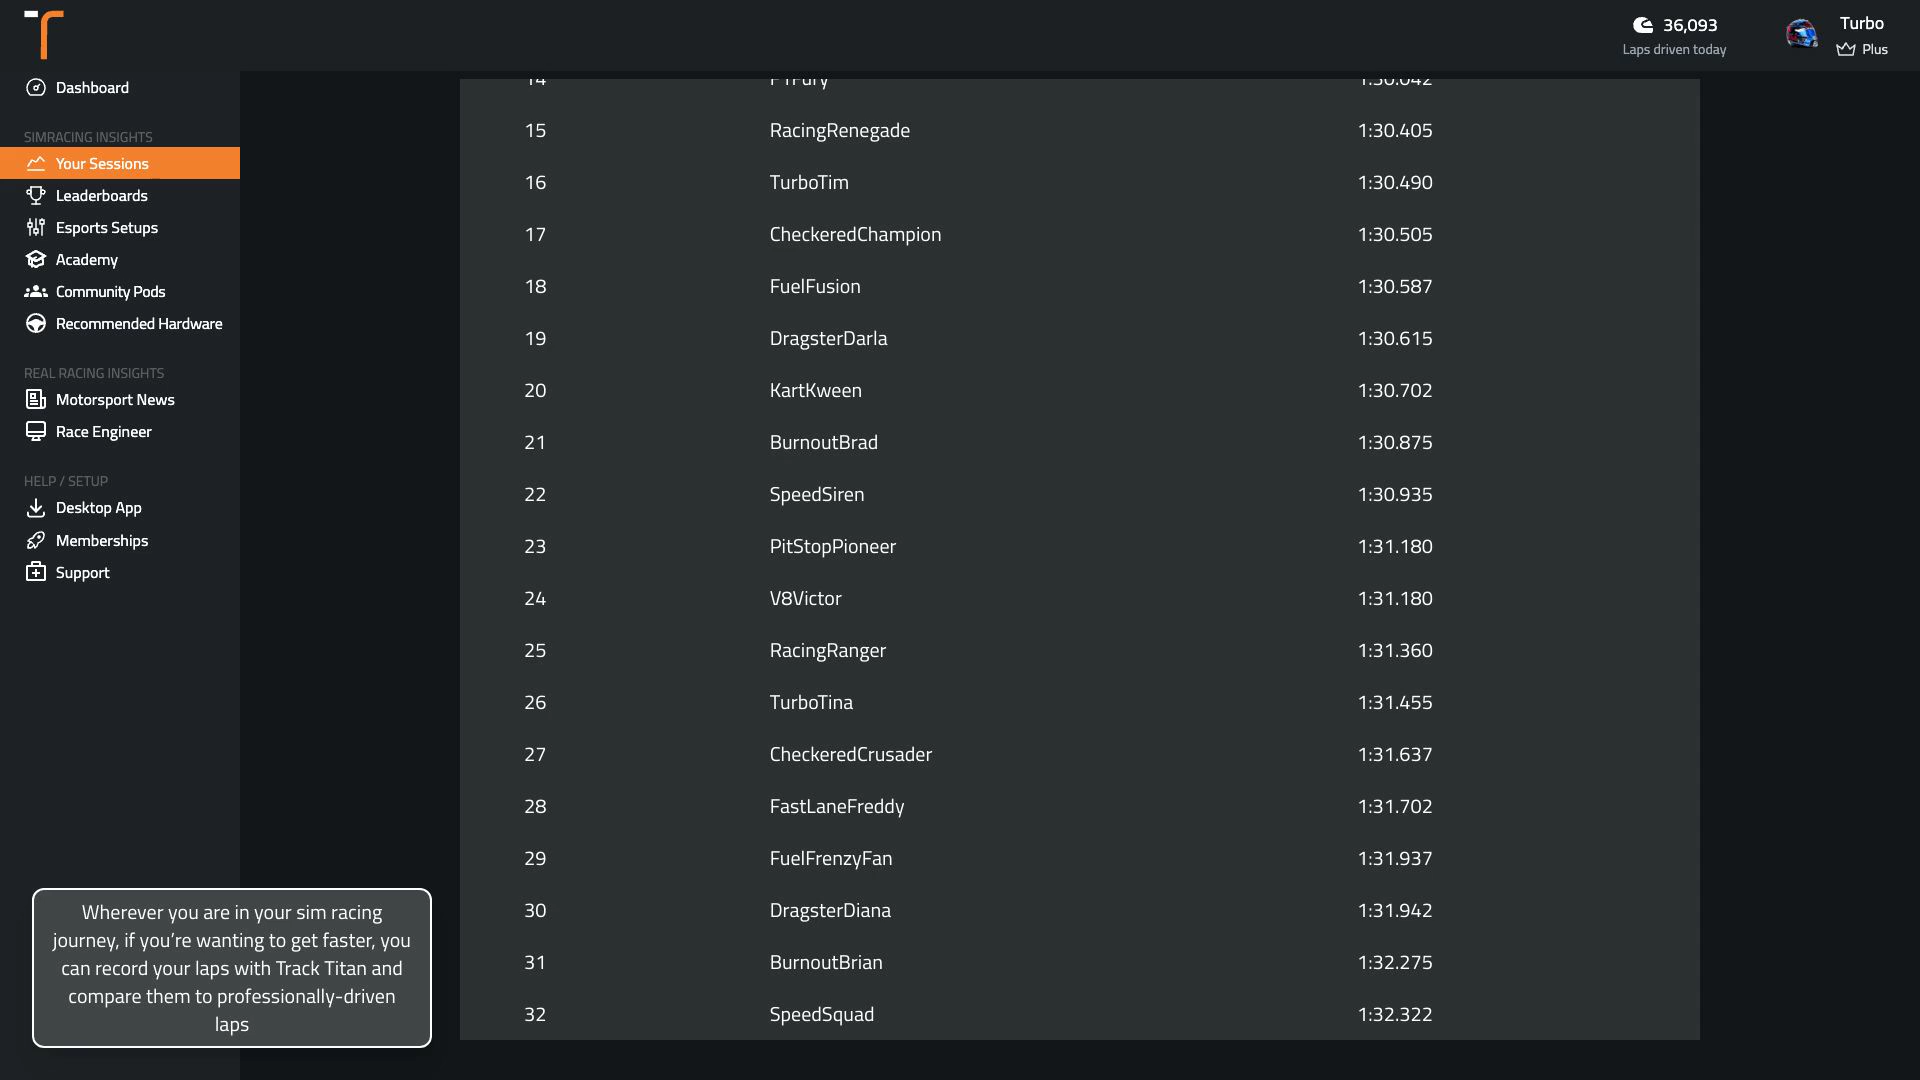 36,093
Laps driven today
Turbo
Plus
Dashboard
SIMRACING INSIGHTS
Your Sessions
Leaderboards
Esports Setups
Academy
Community Pods
Recommended Hardware
REAL RACING INSIGHTS
Motorsport News
Race Engineer
HELP / SETUP
Desktop App
Memberships
Support
Wherever you are in your sim racing
journey, if you're wanting to get faster, you
can record your laps with Track Titan and
compare them to professionally-driven
laps
14
15 RacingRenegade 1:30.405
16 TurboTim 1:30.490
17 CheckeredChampion 1:30.505
18 FuelFusion 1:30.587
19 DragsterDarla 1:30.615
20 KartKween 1:30.702
21 BurnoutBrad 1:30.875
22 SpeedSiren 1:30.935
23 PitStopPioneer 1:31.180
24 V8Victor 1:31.180
25 RacingRanger 1:31.360
26 TurboTina 1:31.455
27 CheckeredCrusader 1:31.637
28 FastLaneFreddy 1:31.702
29 FuelFrenzyFan 1:31.937
30 DragsterDiana 1:31.942
31 BurnoutBrian 1:32.275
32 SpeedSquad 1:32.322